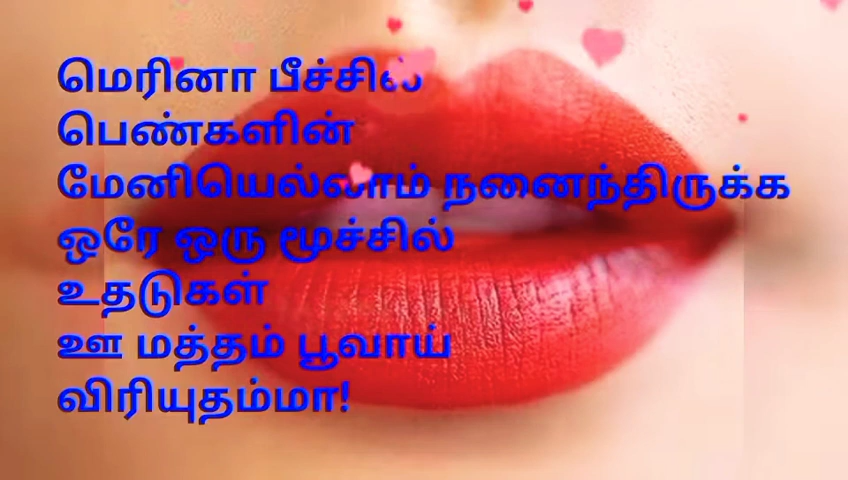 மெரினா பீச்சில்
பெண்களின்
மேனியெல்லாம் நனைந்திருக்க
ஒரே ஒரு மூச்சில்
உதடுகள்
ஊ மத்தம் பூவாய்
விரியுதம்மா!